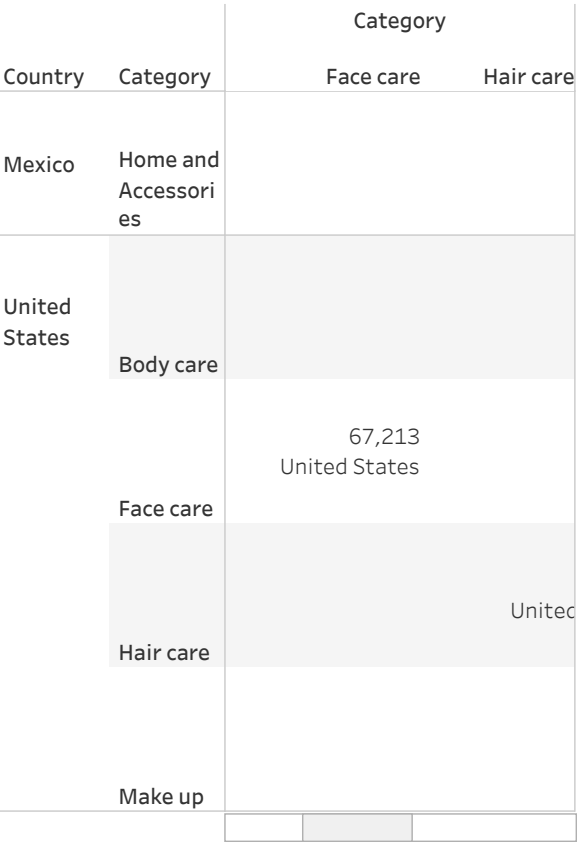 Category
Country Category Face care Hair care
Mexico
Home and
Accessori
es
United
States
Body care
67,213
United States
Face care
Hair care
Make up